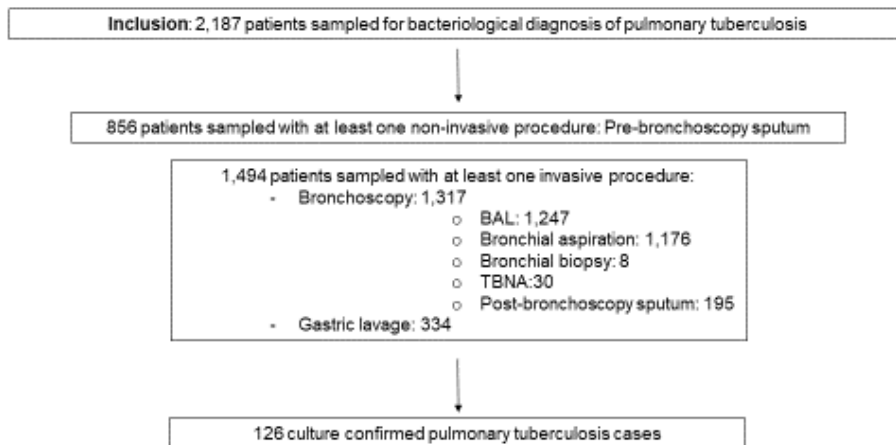 Inclusion: 2,187 patients sampled for bacteriological diagnosis of pulmonary tuberculosis
856 patients sampled with at least one non-invasive procedure: Pre-bronchoscopy sputum
1,494 patients sampled with at least one invasive procedure:
- Bronchoscopy: 1,317
o BAL: 1,247
o Bronchial aspiration: 1,176
o Bronchial biopsy: 8
o TBNA:30
o Post-bronchoscopy sputum: 195
- Gastric lavage: 334
126 culture confirmed pulmonary tuberculosis cases